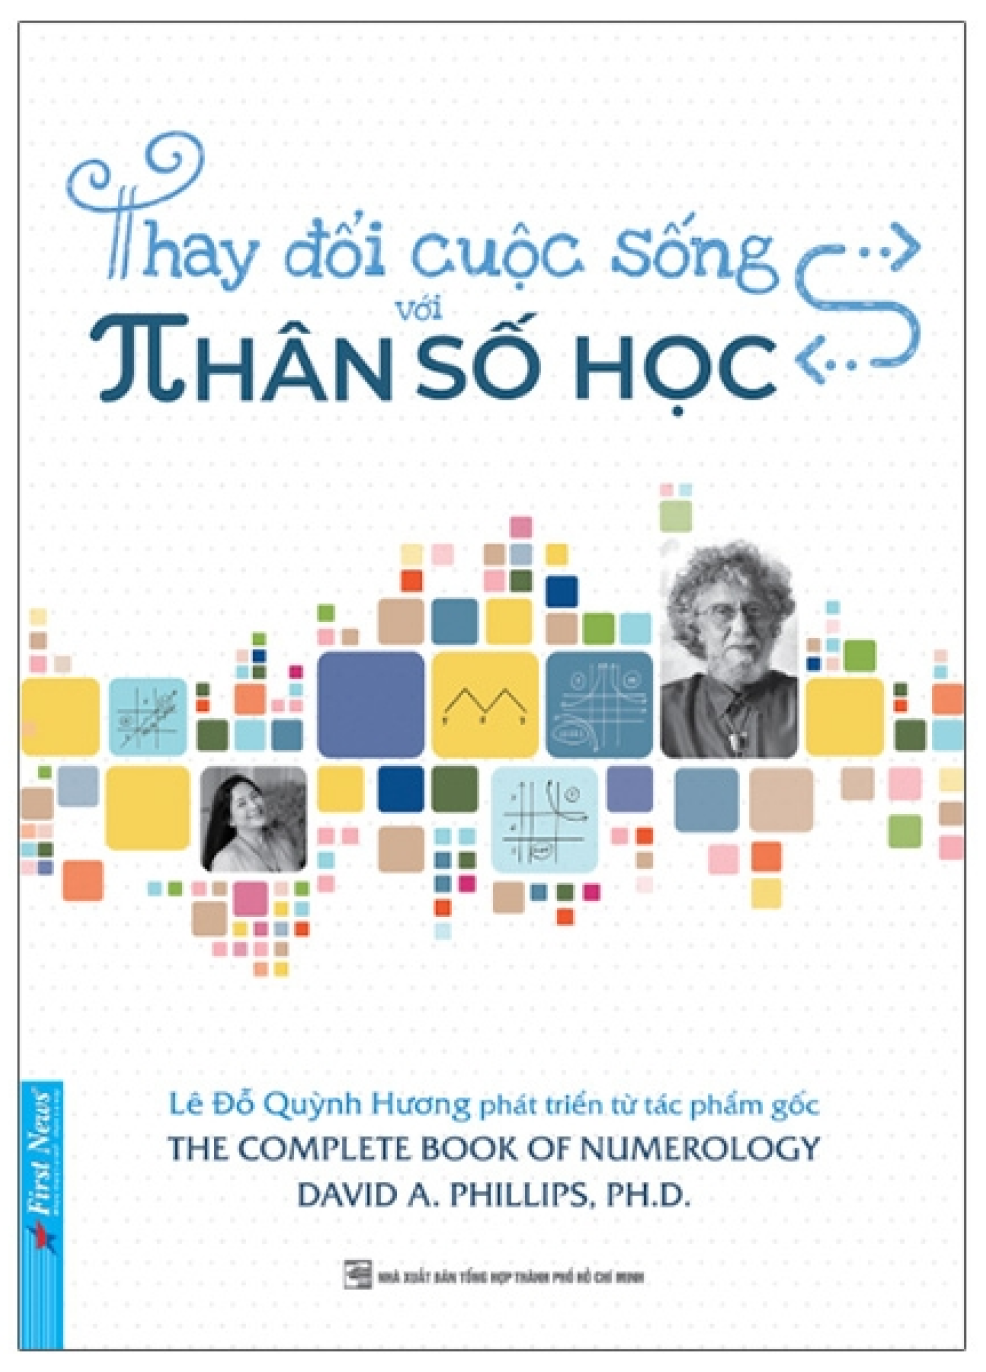 Thay đổi cuộc sống
với
πHÂN SỐ HỌC
Lê Đỗ Quỳnh Hương phát triển từ tác phẩm gốc
THE COMPLETE BOOK OF NUMEROLOGY
DAVID A. PHILLIPS, PH.D.
First News
NHÀ XUẤT BẢN TỔNG HỢP THÀNH PHỐ HỒ CHÍ MINH